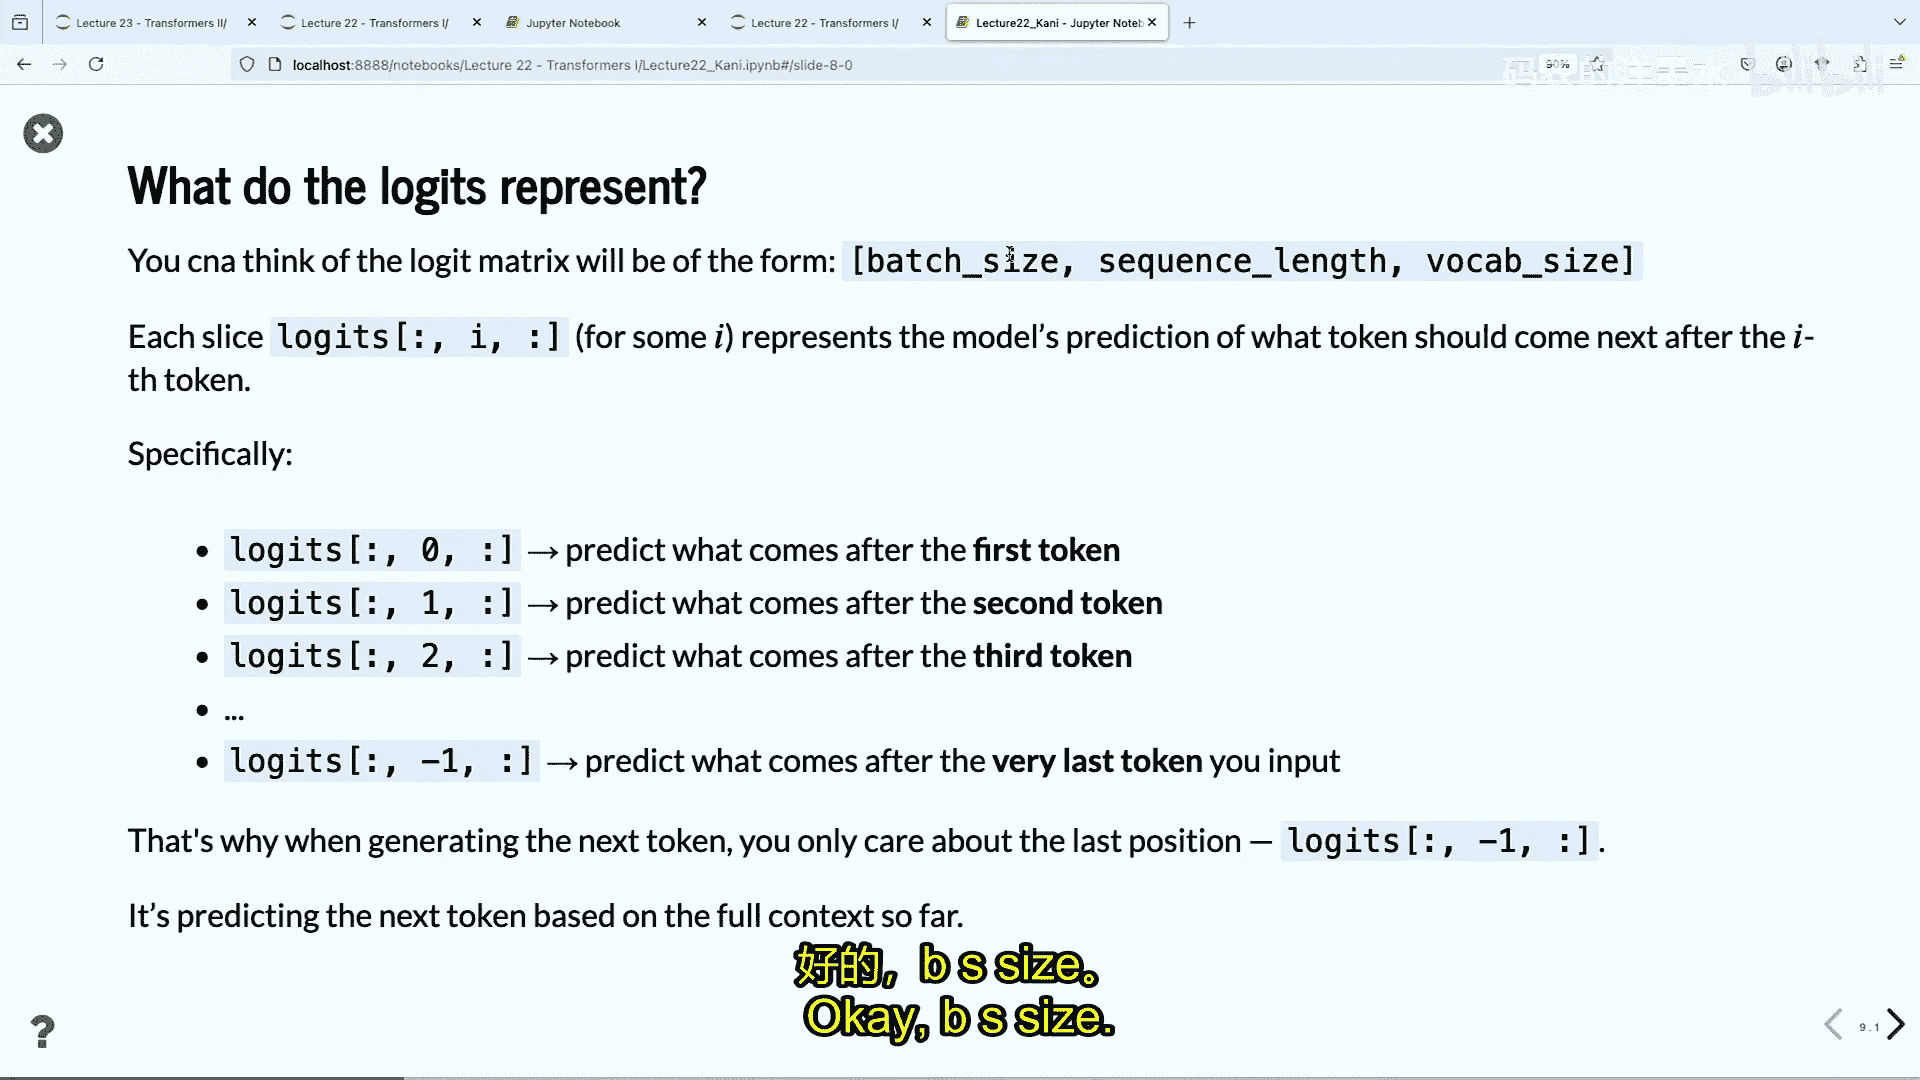 Lecture 23 - Transformers II/
Lecture 22 - Transformers I/
Jupyter Notebook
Lecture 22 - Transformers I/
Lecture22_Kani - Jupyter Noteb
localhost:8888/notebooks/Lecture 22 - Transformers I/Lecture22_Kani.ipynb#/slide-8-0
90%
bilibili
What do the logits represent?
You cna think of the logit matrix will be of the form: [batch_size, sequence_length, vocab_size]
Each slice logits[:, i, :] (for some i) represents the model’s prediction of what token should come next after the i-
th token.
Specifically:
• logits[:, 0, :] → predict what comes after the first token
• logits[:, 1, :] → predict what comes after the second token
• logits[:, 2, :] → predict what comes after the third token
• ...
• logits[:, -1, :] → predict what comes after the very last token you input
That's why when generating the next token, you only care about the last position — logits[:, -1, :].
It’s predicting the next token based on the full context so far.
好的，b s size。
Okay, b s size.
?
9.1